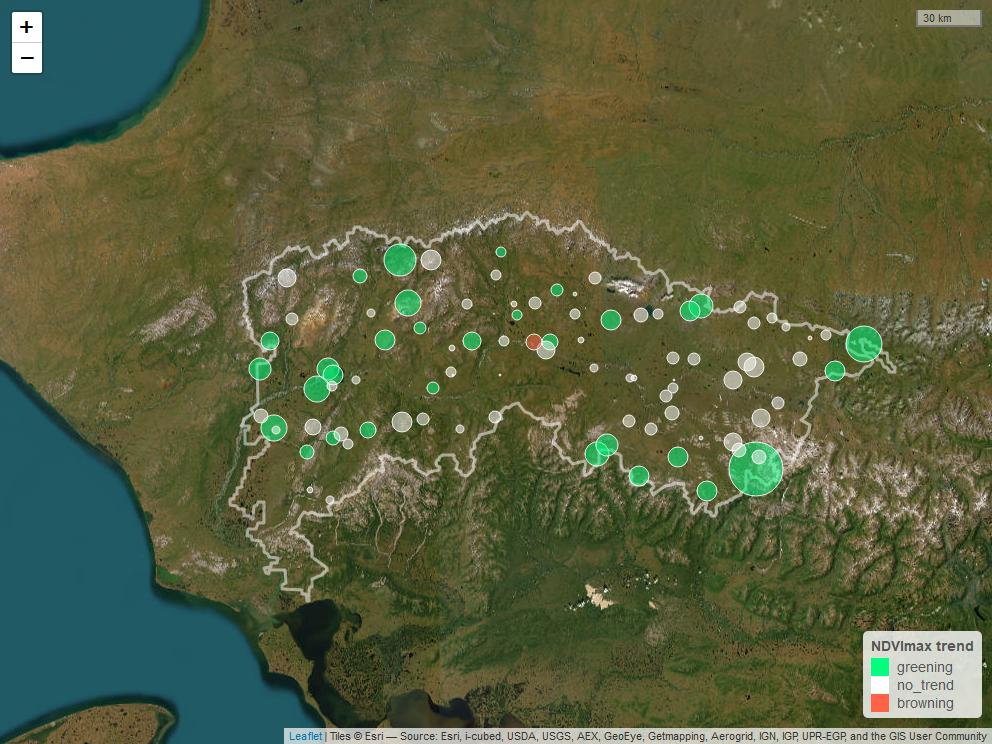 +
30 km
−
NDVImax trend
greening
no_trend
browning
Leaflet | Tiles © Esri — Source: Esri, i-cubed, USDA, USGS, AEX, GeoEye, Getmapping, Aerogrid, IGN, IGP, UPR-EGP, and the GIS User Community